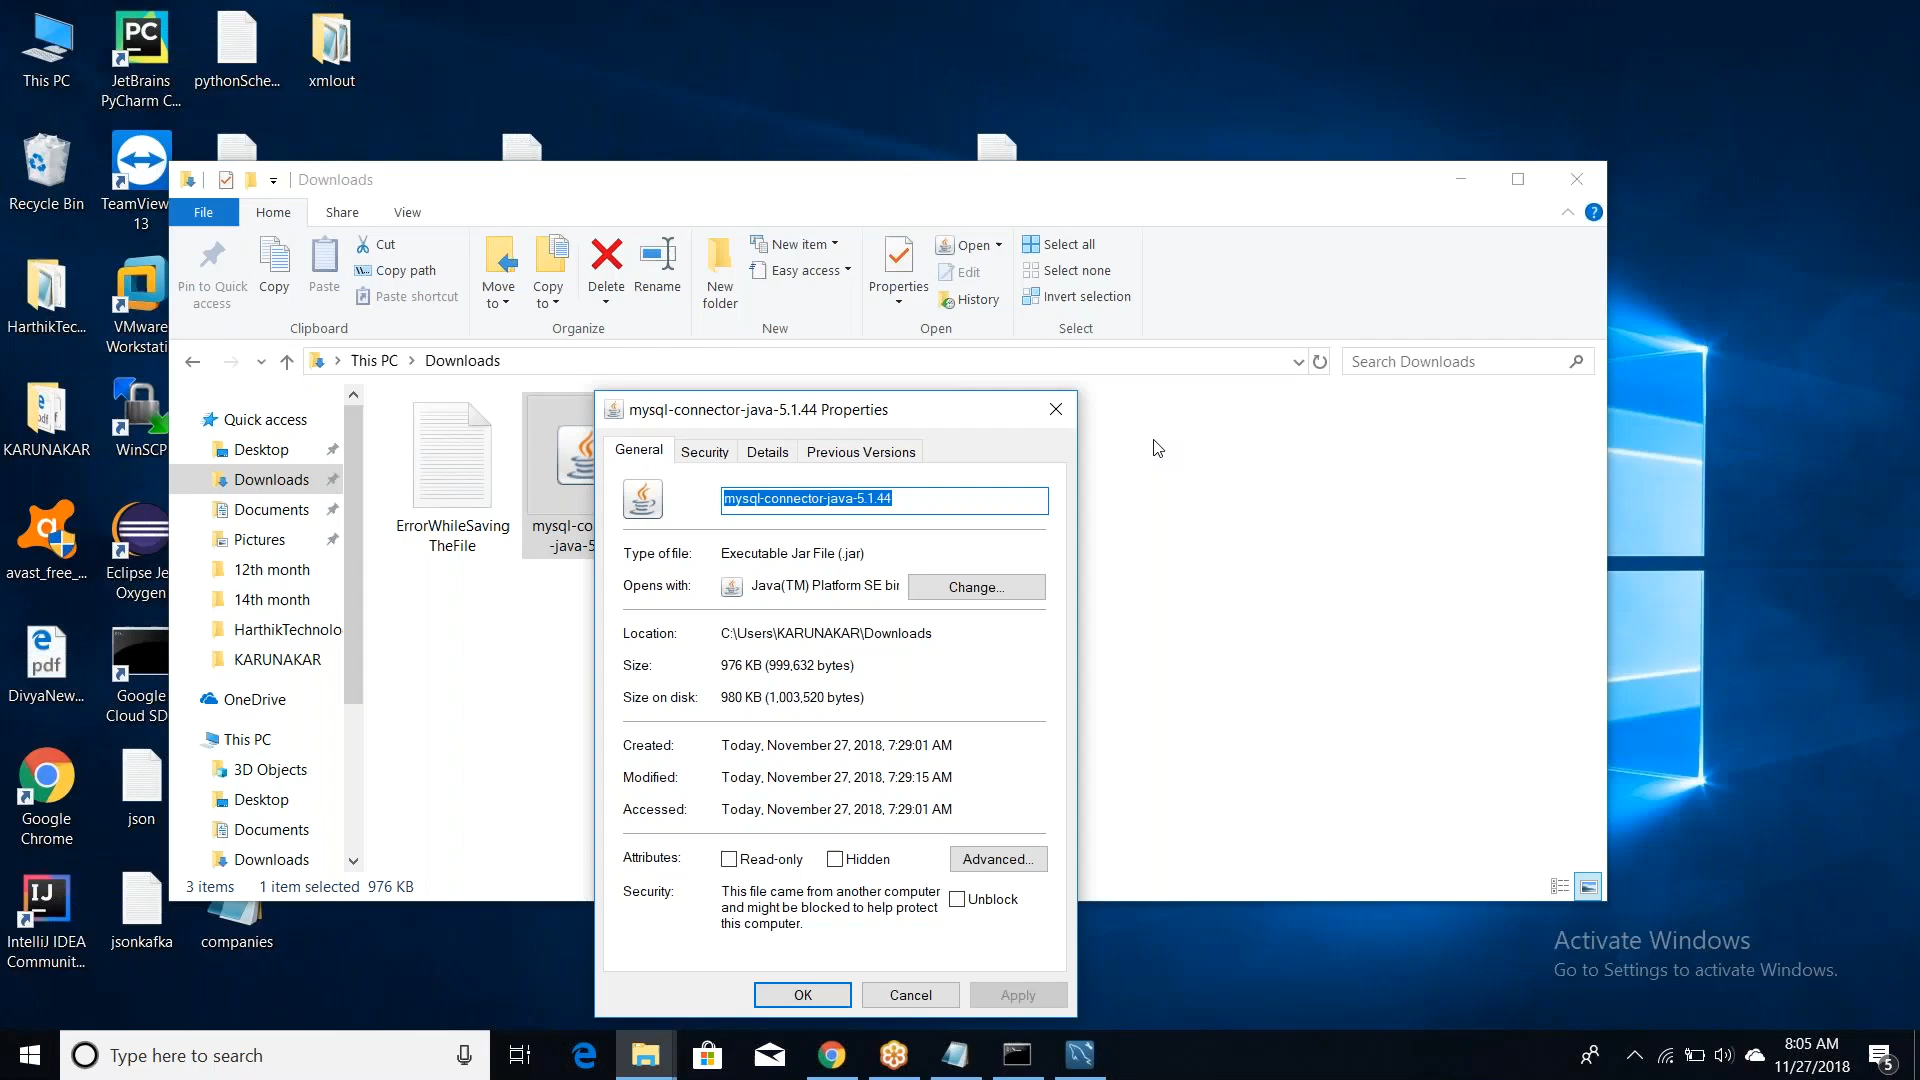 This PC
JetBrains
PyCharm C...
pythonSche...
xmlout
Recycle Bin
TeamView
13
HarthikTec...
VMware
Workstati
KARUNAKAR
WinSCP
avast_free_...
Eclipse Je
Oxygen
DivyaNew...
Google
Cloud SD
Google
Chrome
json
IntelliJ IDEA
Communit...
jsonkafka
companies
Downloads
File
Home
Share
View
Pin to Quick
access
Copy
Paste
Cut
Copy path
Paste shortcut
Clipboard
Move
to
Copy
to
Delete
Rename
Organize
New
folder
New item
Easy access
New
Properties
Open
Edit
History
Open
Select all
Select none
Invert selection
Select
This PC > Downloads
Search Downloads
Quick access
Desktop
Downloads
Documents
Pictures
12th month
14th month
HarthikTechnolo
KARUNAKAR
OneDrive
This PC
3D Objects
Desktop
Documents
Downloads
ErrorWhileSaving
TheFile
mysql-co
-java-5
3 items 1 item selected 976 KB
mysql-connector-java-5.1.44 Properties
General
Security
Details
Previous Versions
mysql-connector-java-5.1.44
Type of file: Executable Jar File (.jar)
Opens with: Java(TM) Platform SE bin Change...
Location: C:\Users\KARUNAKAR\Downloads
Size: 976 KB (999,632 bytes)
Size on disk: 980 KB (1,003,520 bytes)
Created: Today, November 27, 2018, 7:29:01 AM
Modified: Today, November 27, 2018, 7:29:15 AM
Accessed: Today, November 27, 2018, 7:29:01 AM
Attributes: Read-only Hidden Advanced...
Security: This file came from another computer
and might be blocked to help protect
this computer.
Unblock
OK
Cancel
Apply
Activate Windows
Go to Settings to activate Windows.
Type here to search
8:05 AM
11/27/2018
5